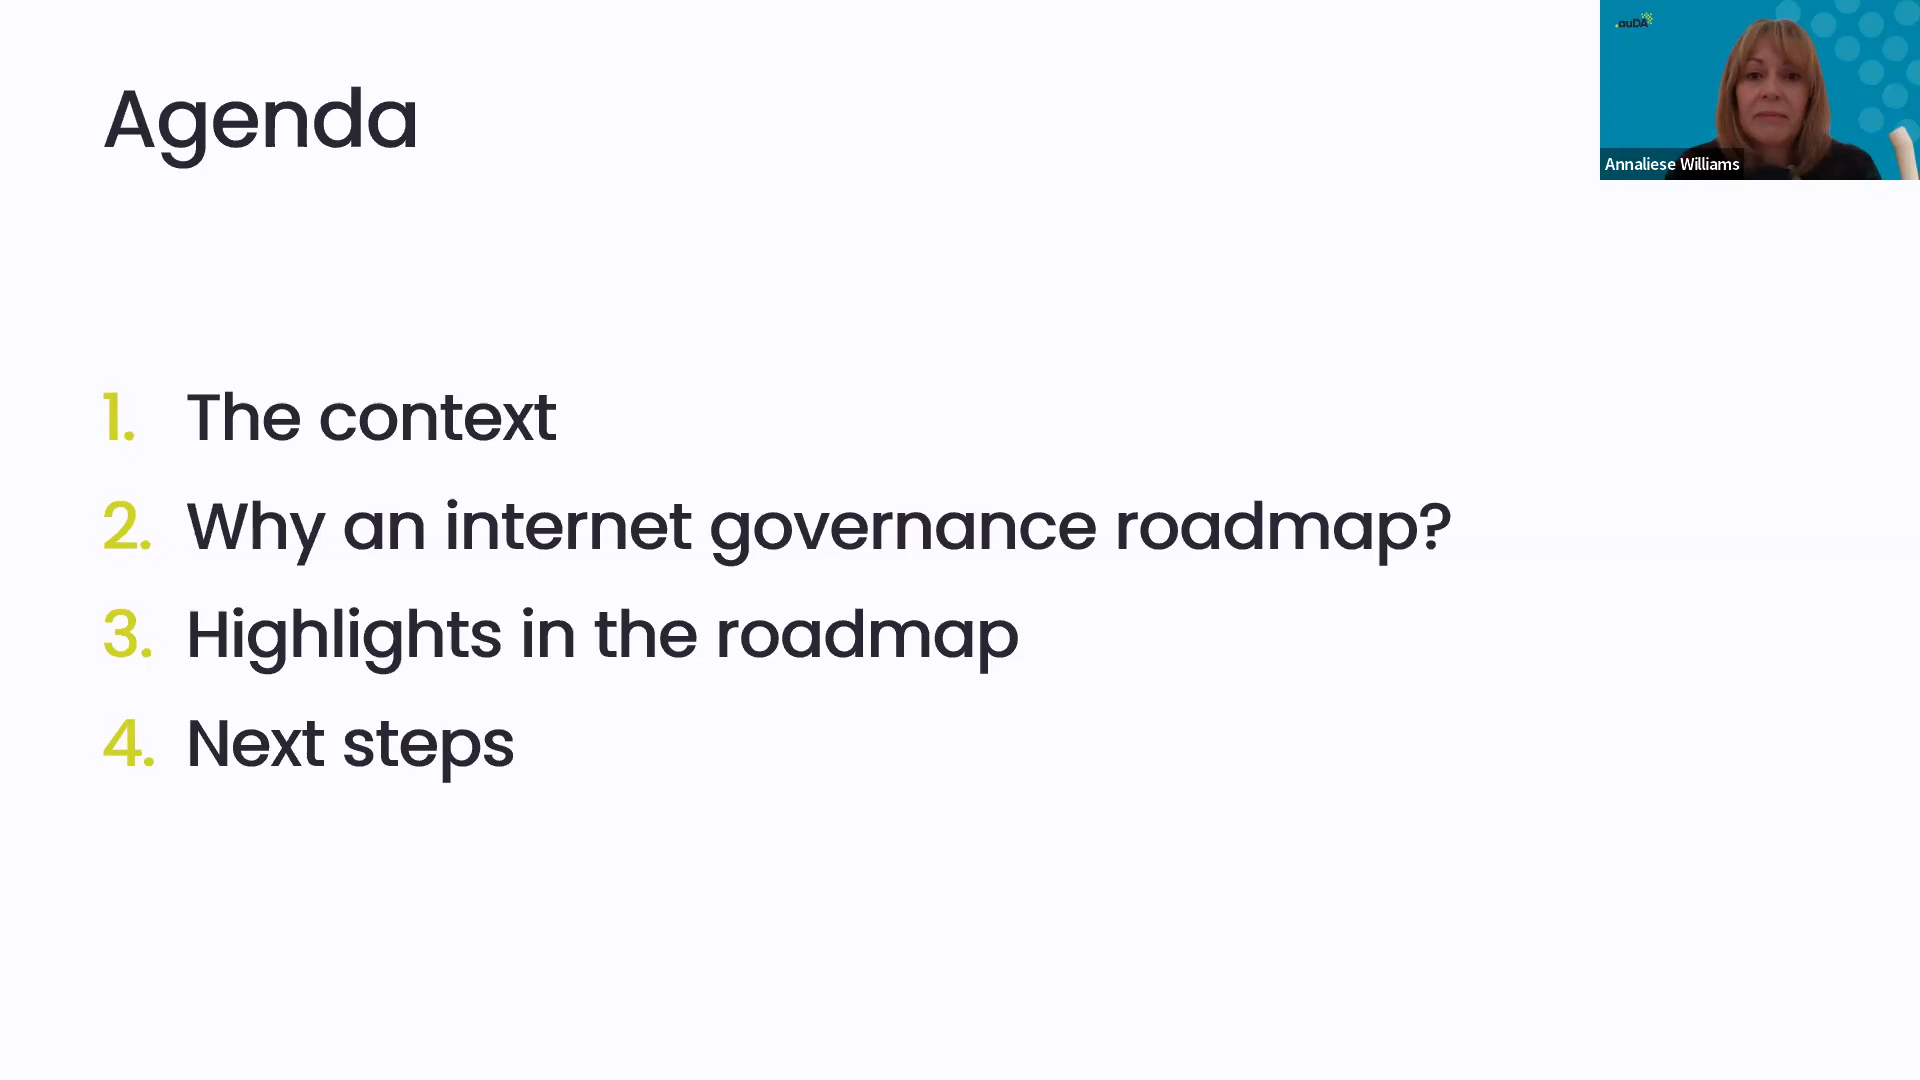 Agenda
.auDA
Annaliese Williams
1. The context
2. Why an internet governance roadmap?
3. Highlights in the roadmap
4. Next steps